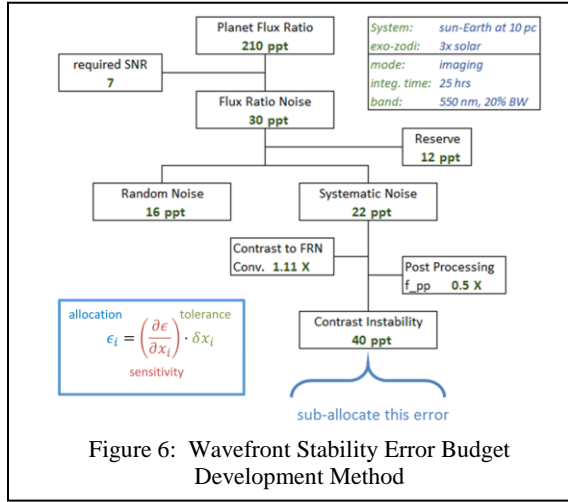 Planet Flux Ratio
210 ppt
System: sun-Earth at 10 pc
exo-zodi: 3x solar
mode: imaging
integ. time: 25 hrs
band: 550 nm, 20% BW
required SNR
7
Flux Ratio Noise
30 ppt
Reserve
12 ppt
Random Noise
16 ppt
Systematic Noise
22 ppt
Contrast to FRN
Conv. 1.11 X
Post Processing
f_pp 0.5 X
allocation
tolerance
ϵᵢ = (∂ϵ/∂xᵢ) · δxᵢ
sensitivity
Contrast Instability
40 ppt
sub-allocate this error
Figure 6: Wavefront Stability Error Budget
Development Method